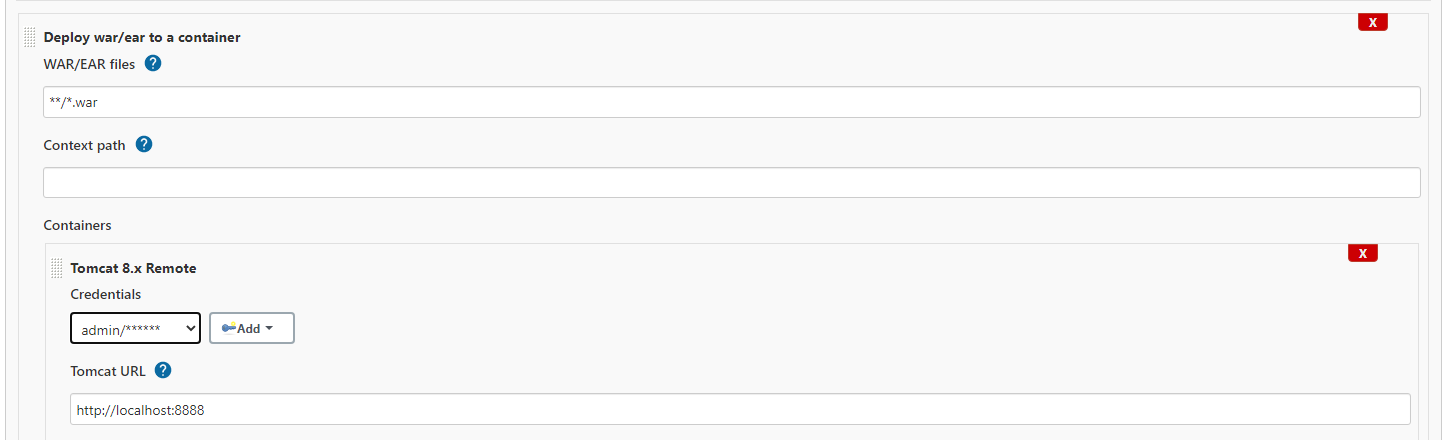 X
Deploy war/ear to a container
WAR/EAR files ?
**/*.war
Context path ?
Containers
X
Tomcat 8.x Remote
Credentials
admin/****** Add
Tomcat URL ?
http://localhost:8888